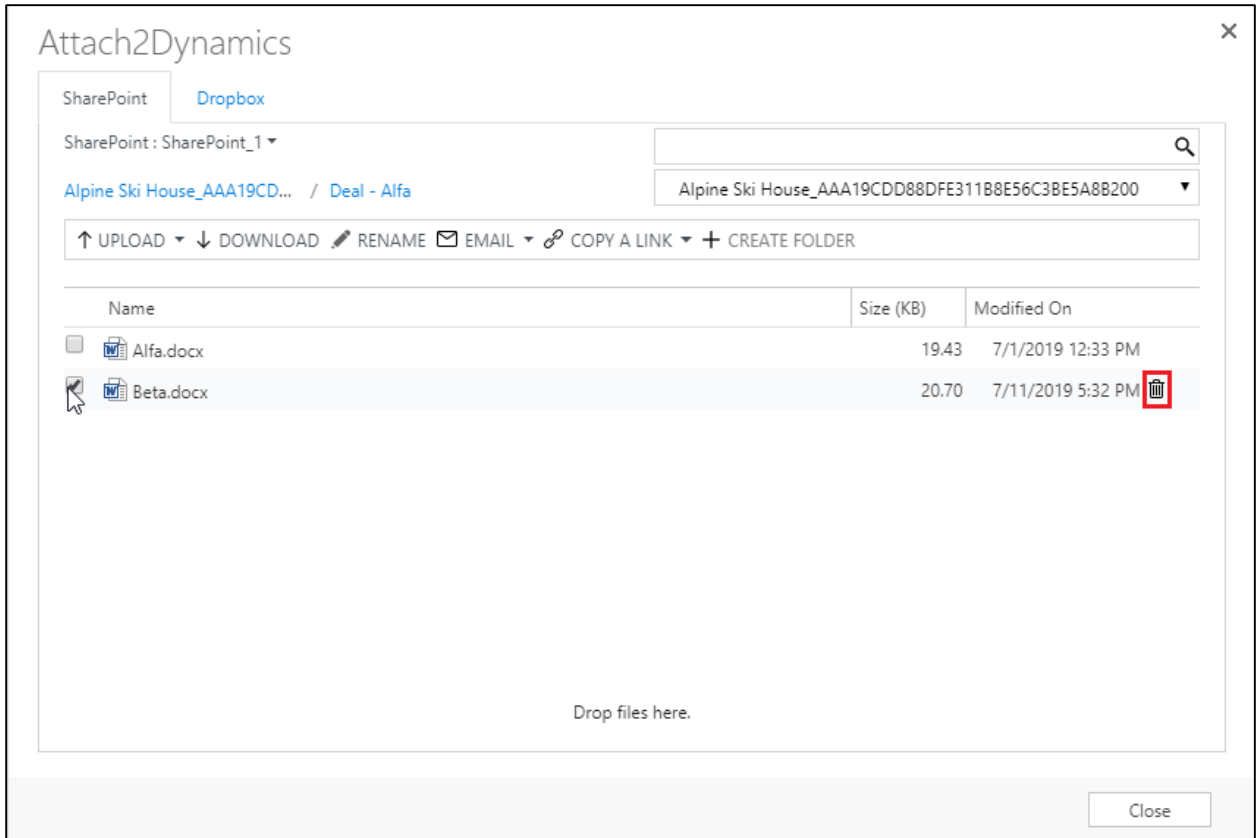 Attach2Dynamics
SharePoint Dropbox
SharePoint : SharePoint_1
Alpine Ski House_AAA19CD... / Deal - Alfa Alpine Ski House_AAA19CDD88DFE311B8E56C3BE5A8B200
UPLOAD DOWNLOAD RENAME EMAIL COPY A LINK CREATE FOLDER
Name Size (KB) Modified On
Alfa.docx 19.43 7/1/2019 12:33 PM
Beta.docx 20.70 7/11/2019 5:32 PM
Drop files here.
Close